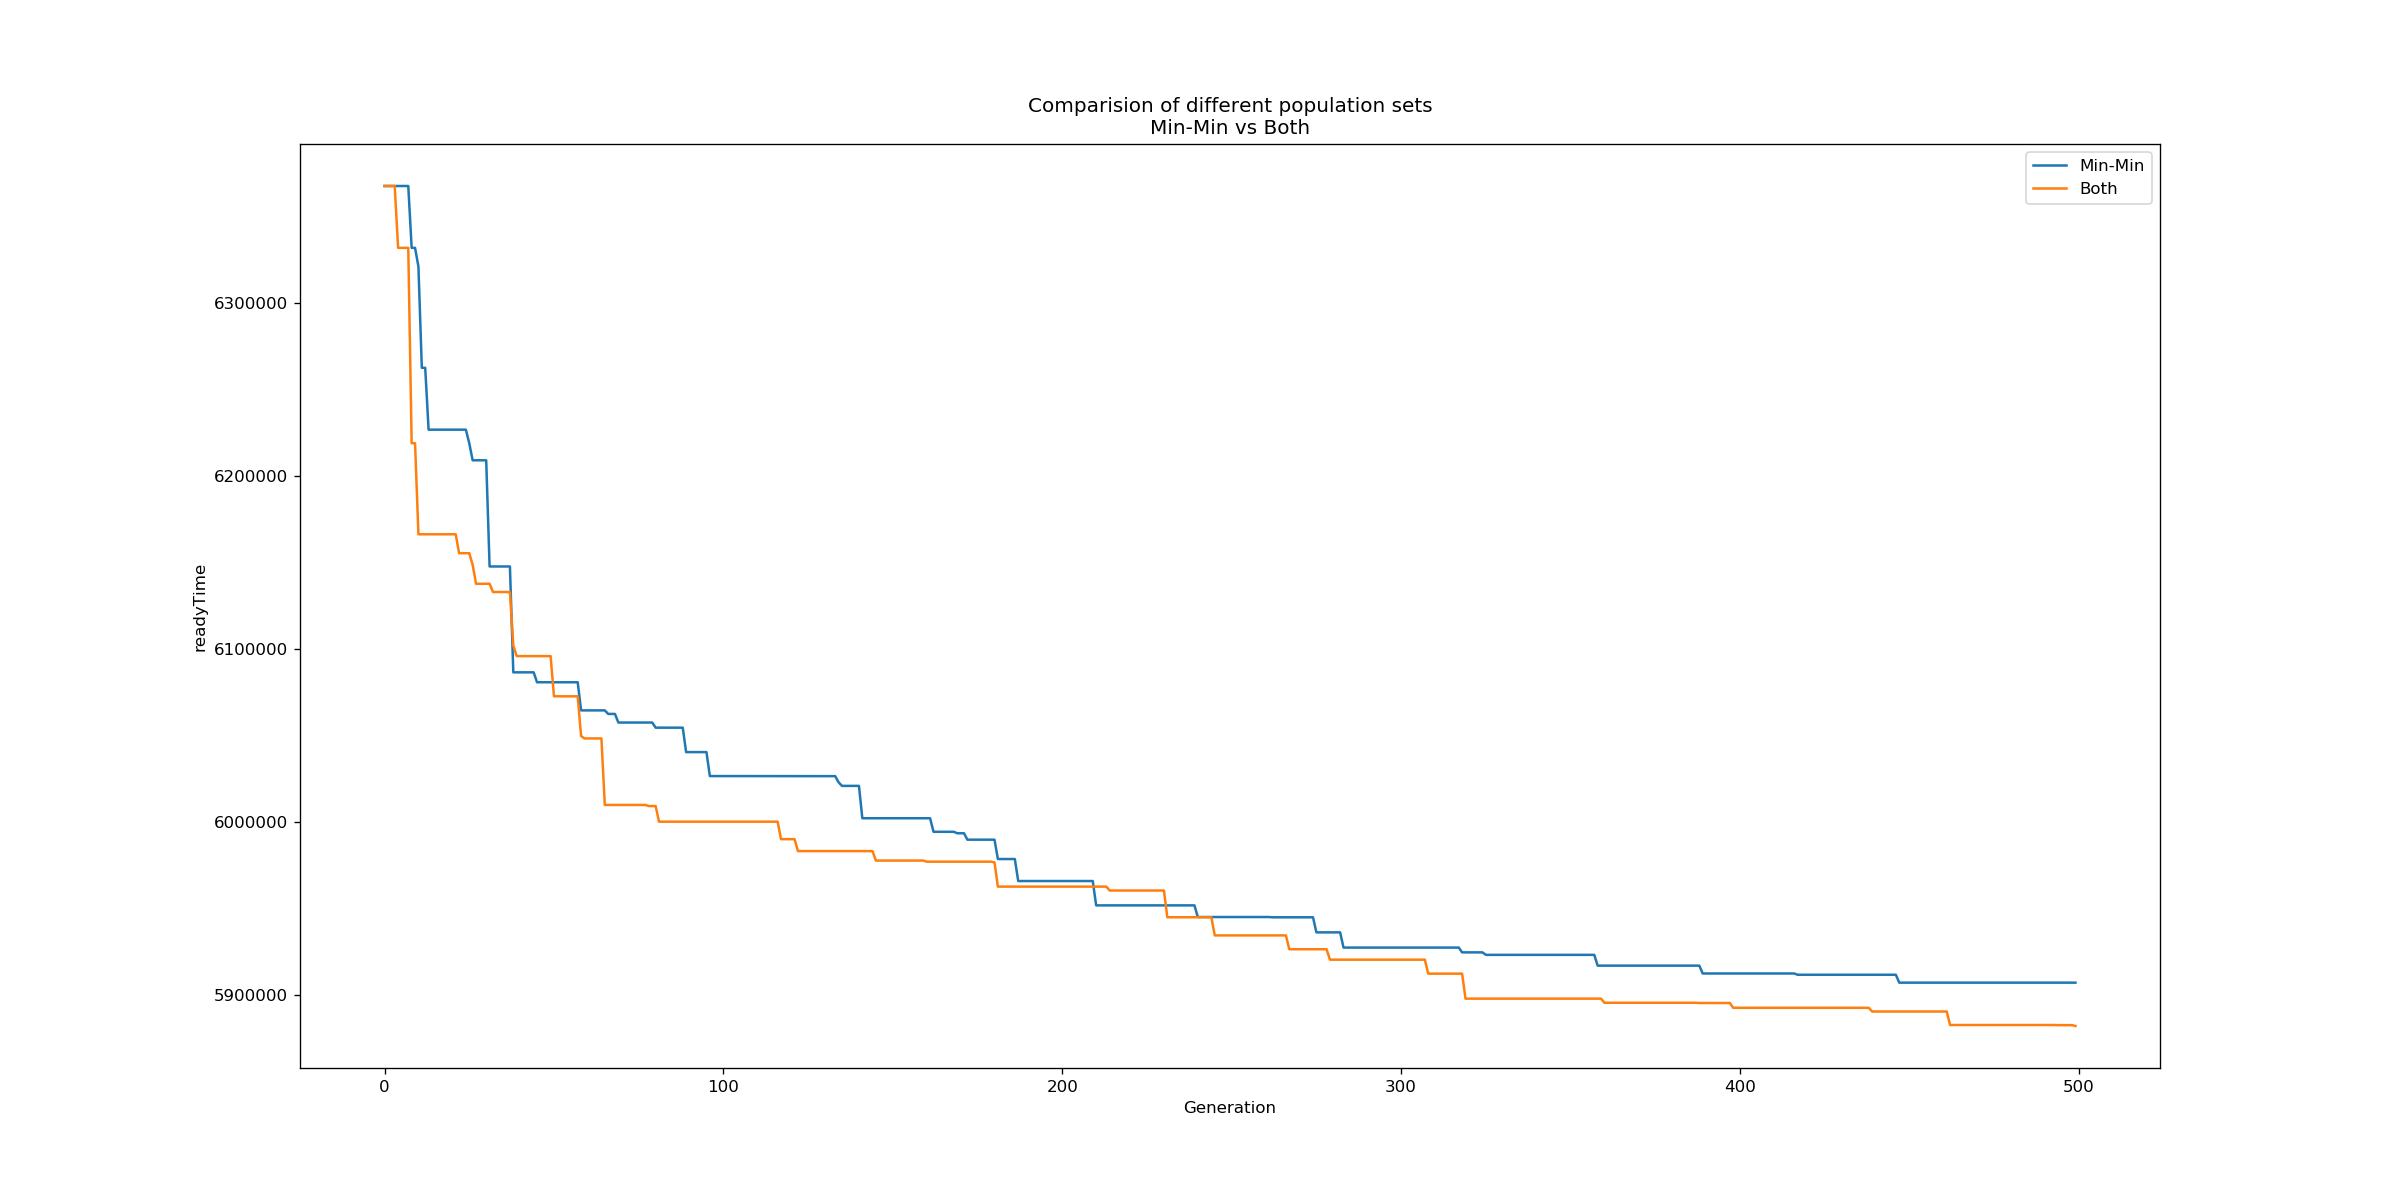 Comparision of different population sets
Min-Min vs Both
Min-Min
Both
6300000
6200000
6100000
6000000
5900000
readyTime
0 100 200 300 400 500
Generation